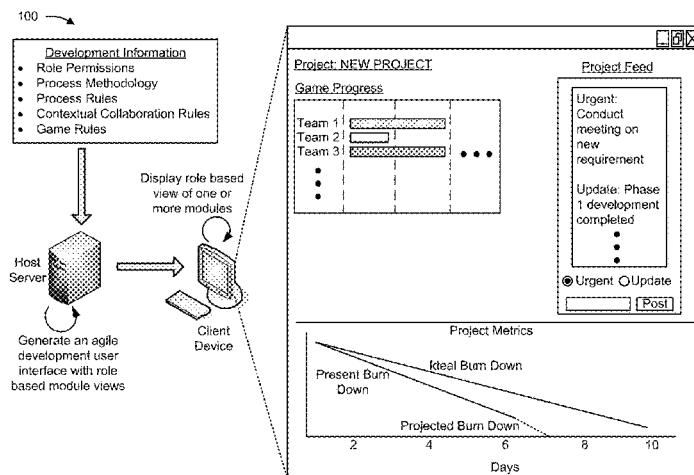 100
Development Information
• Role Permissions
• Process Methodology
• Process Rules
• Contextual Collaboration Rules
• Game Rules
Display role based
view of one or
more modules
Host
Server
Client
Device
Generate an agile
development user
interface with role
based module views
Project: NEW PROJECT
Game Progress
Team 1
Team 2
Team 3
Project Feed
Urgent:
Conduct
meeting on
new
requirement
Update: Phase
1 development
completed
Urgent Update
Post
Project Metrics
Ideal Burn Down
Present Burn
Down
Projected Burn Down
2 4 6 8 10
Days